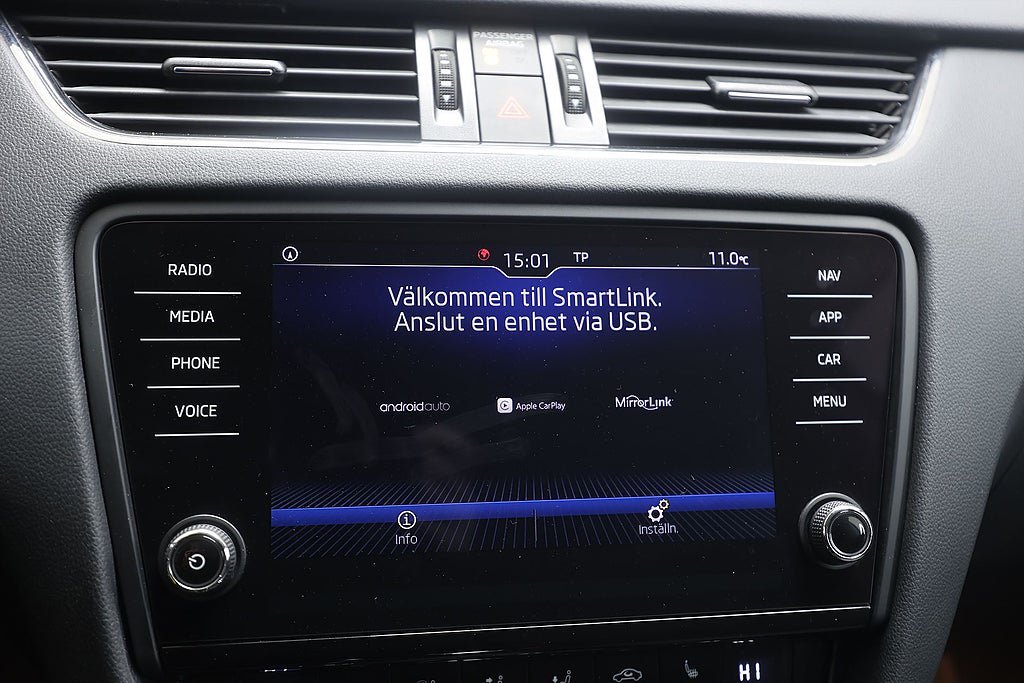 PASSENGER
AIRBAG
RADIO
MEDIA
PHONE
VOICE
15:01
TP
11.0°C
Välkommen till SmartLink.
Anslut en enhet via USB.
androidauto
Apple CarPlay
MirrorLink
Info
Inställn.
NAV
APP
CAR
MENU
HI